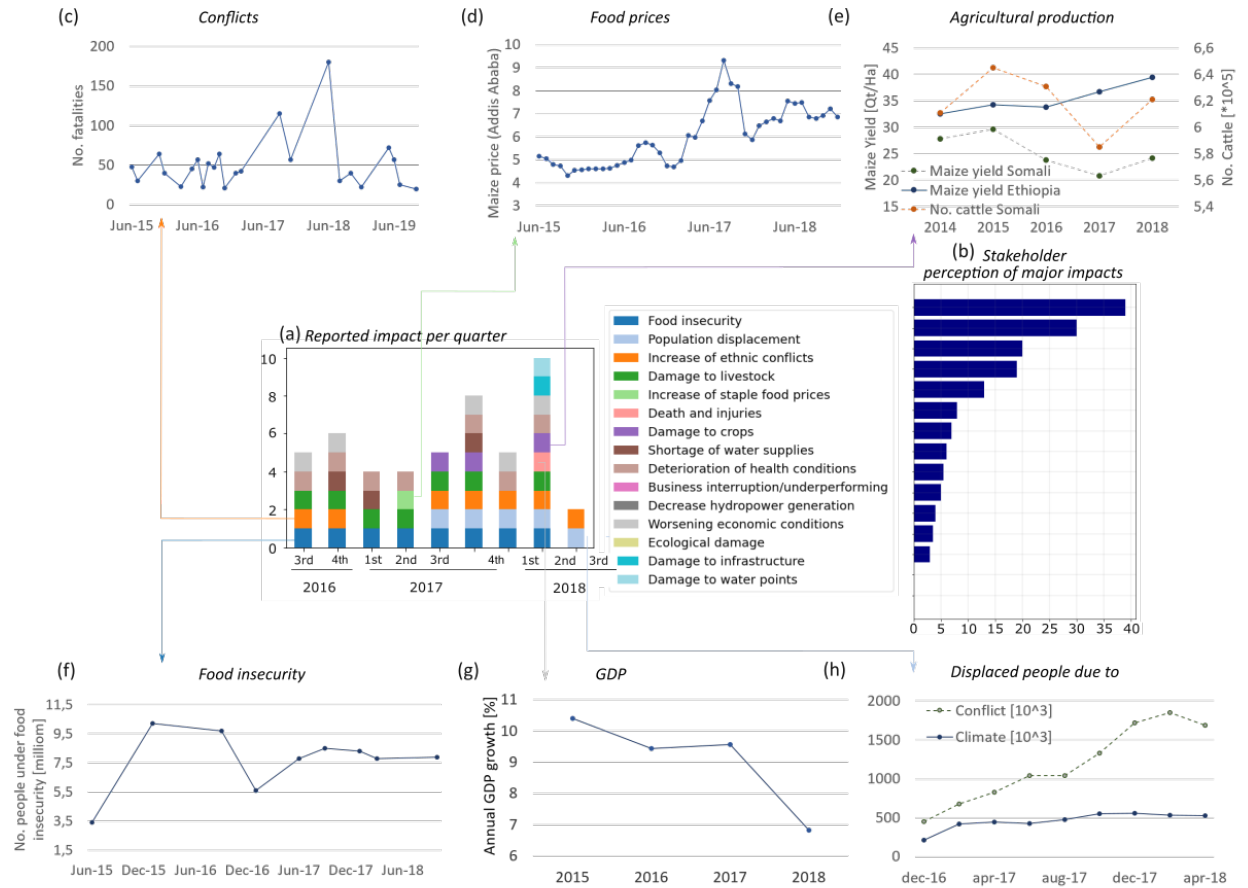 (c)
Conflicts
No. fatalities
200
150
100
50
0
Jun-15 Jun-16 Jun-17 Jun-18 Jun-19
(d)
Food prices
Maize price (Addis Ababa)
10
9
8
7
6
5
4
3
Jun-15 Jun-16 Jun-17 Jun-18
(e)
Agricultural production
Maize Yield [Qt/Ha]
45
40
35
30
25
20
15
Maize yield Somali
Maize yield Ethiopia
No. cattle Somali
6,6
6,4
6,2
6
5,8
5,6
5,4
No. Cattle [*10^5]
2014 2015 2016 2017 2018
(a) Reported impact per quarter
10
8
6
4
2
0
3rd 4th 1st 2nd 3rd 4th 1st 2nd 3rd
2016 2017 2018
Food insecurity
Population displacement
Increase of ethnic conflicts
Damage to livestock
Increase of staple food prices
Death and injuries
Damage to crops
Shortage of water supplies
Deterioration of health conditions
Business interruption/underperforming
Decrease hydropower generation
Worsening economic conditions
Ecological damage
Damage to infrastructure
Damage to water points
(b) Stakeholder
perception of major impacts
0 5 10 15 20 25 30 35 40
(f)
Food insecurity
No. people under food
insecurity [milliom]
11,5
9,5
7,5
5,5
3,5
1,5
Jun-15 Dec-15 Jun-16 Dec-16 Jun-17 Dec-17 Jun-18
(g)
GDP
Annual GDP growth [%]
11
10
9
8
7
6
2015 2016 2017 2018
(h)
Displaced people due to
2000
1500
1000
500
0
Conflict [10^3]
Climate [10^3]
dec-16 apr-17 aug-17 dec-17 apr-18